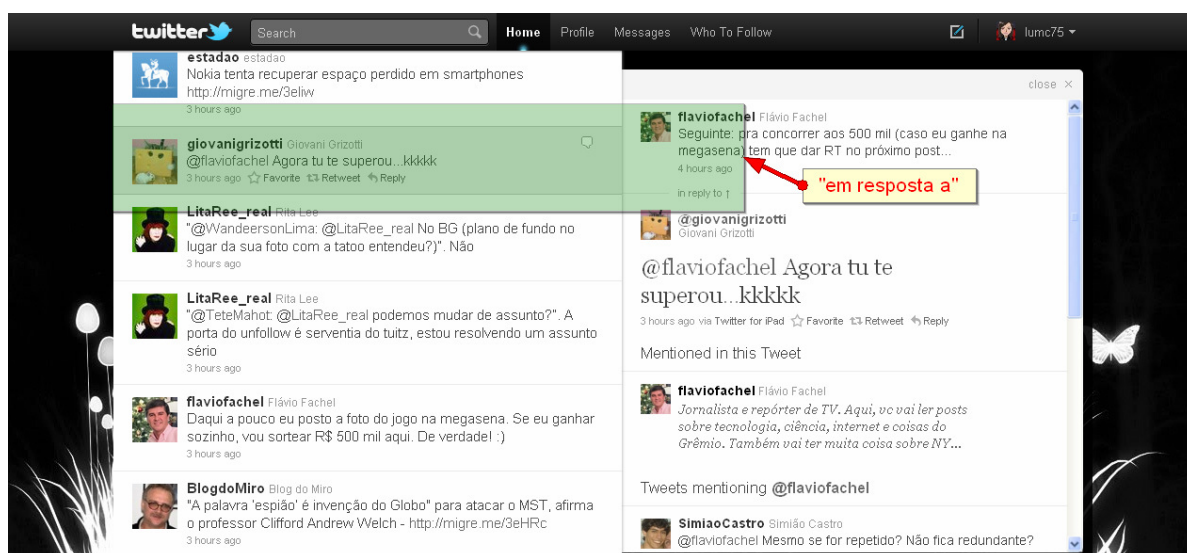 twitter
Search
Home Profile Messages Who To Follow
lumc75
estadao estadao
Nokia tenta recuperar espaço perdido em smartphones
http://migre.me/3eliw
3 hours ago
giovanigrizotti Giovani Grizotti
@flaviofachel Agora tu te superou...kkkkk
3 hours ago Favorite Retweet Reply
LitaRee_real Rita Lee
"@WandeersonLima: @LitaRee_real No BG (plano de fundo no
lugar da sua foto com a tatoo entendeu?)". Não
3 hours ago
LitaRee_real Rita Lee
"@TeteMahot: @LitaRee_real podemos mudar de assunto?". A
porta do unfollow é serventia do tuitz, estou resolvendo um assunto
sério
3 hours ago
flaviofachel Flávio Fachel
Daqui a pouco eu posto a foto do jogo na megasena. Se eu ganhar
sozinho, vou sortear R$ 500 mil aqui. De verdade! :)
3 hours ago
BlogdoMiro Blog do Miro
"A palavra 'espião' é invenção do Globo" para atacar o MST, afirma
o professor Clifford Andrew Welch - http://migre.me/3eHRc
3 hours ago
close ×
flaviofachel Flávio Fachel
Seguinte: pra concorrer aos 500 mil (caso eu ganhe na
megasena) tem que dar RT no próximo post...
4 hours ago
in reply to ↑
"em resposta a"
@giovanigrizotti
Giovani Grizotti
@flaviofachel Agora tu te
superou...kkkkk
3 hours ago via Twitter for iPad Favorite Retweet Reply
Mentioned in this Tweet
flaviofachel Flávio Fachel
Jornalista e repórter de TV. Aqui, vc vai ler posts
sobre tecnologia, ciência, internet e coisas do
Grêmio. Também vai ter muita coisa sobre NY...
Tweets mentioning @flaviofachel
SimiaoCastro Simião Castro
@flaviofachel Mesmo se for repetido? Não fica redundante?